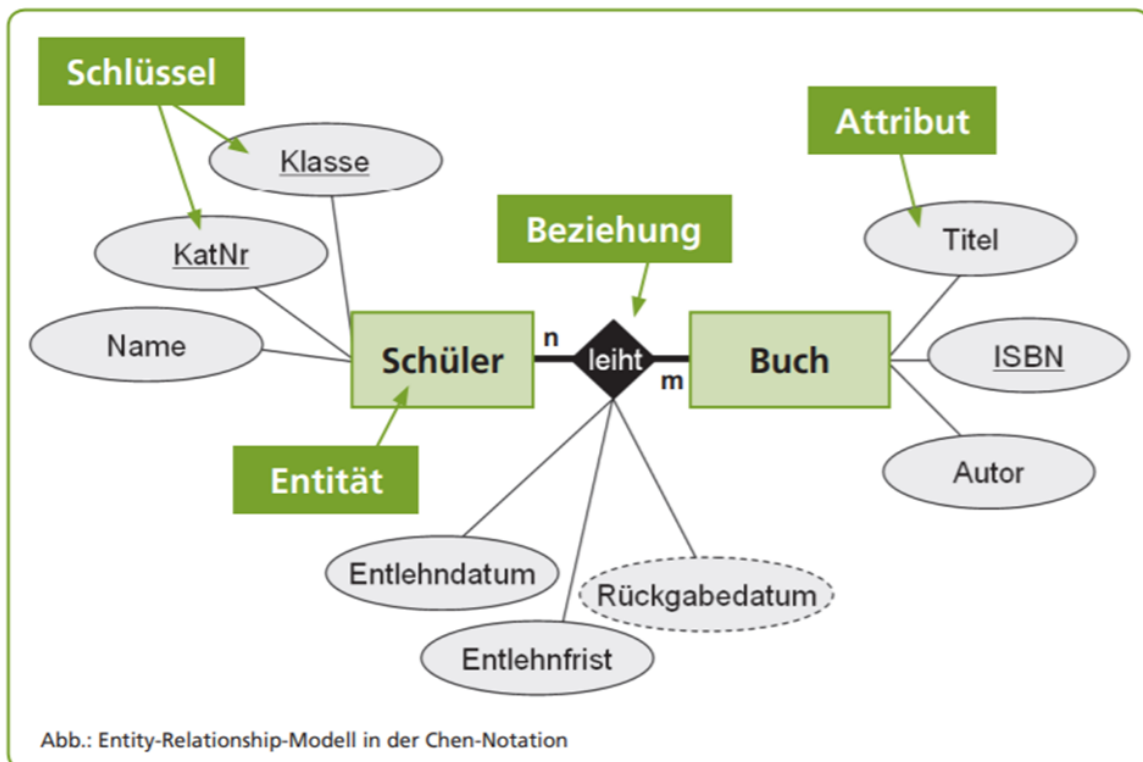 Schlüssel
Attribut
Klasse
Beziehung
Titel
KatNr
Name
n
Schüler
leiht
m
Buch
ISBN
Entität
Autor
Entlehndatum
Rückgabedatum
Entlehnfrist
Abb.: Entity-Relationship-Modell in der Chen-Notation